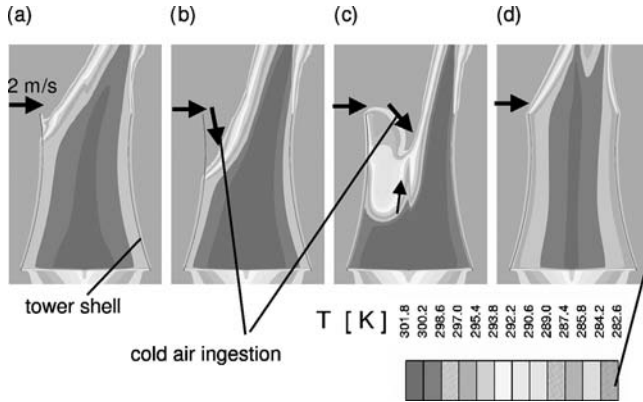 (a) (b) (c) (d)
2 m/s
tower shell
cold air ingestion
T [K]
301.8
300.2
298.6
297.0
295.4
293.8
292.2
290.6
289.0
287.4
285.8
284.2
282.6